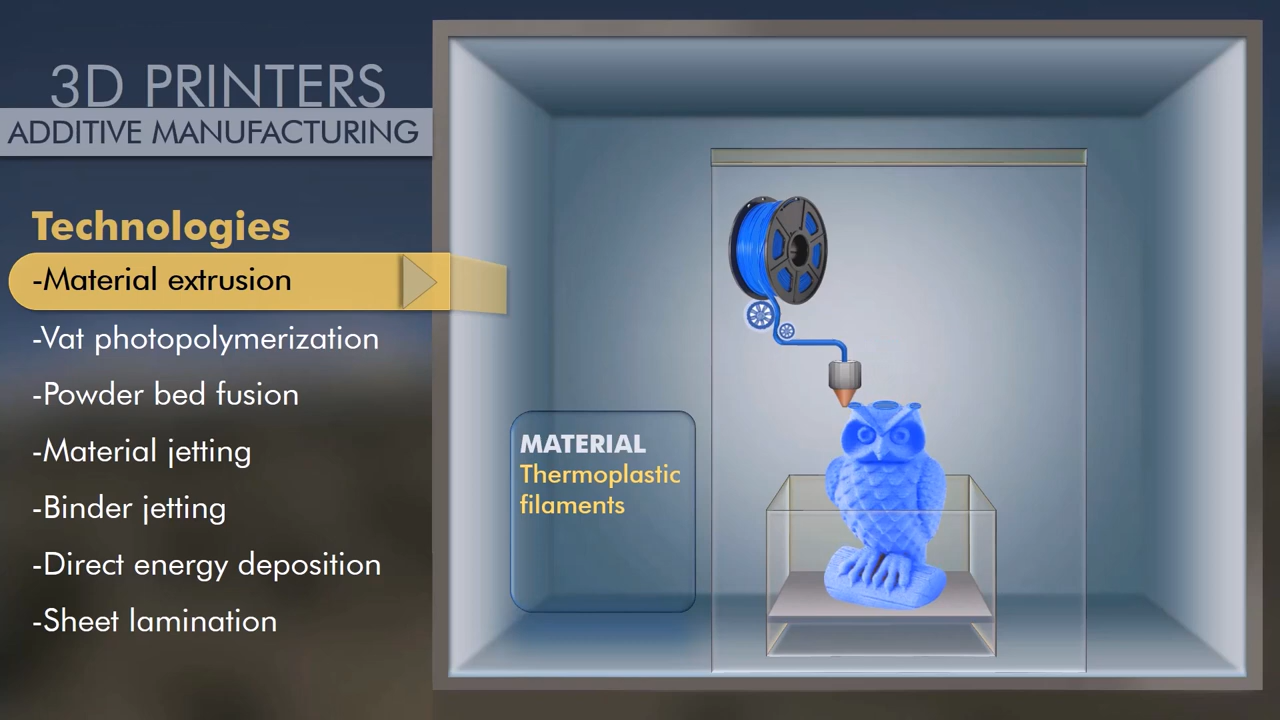 3D PRINTERS
ADDITIVE MANUFACTURING
Technologies
-Material extrusion
-Vat photopolymerization
-Powder bed fusion
-Material jetting
-Binder jetting
-Direct energy deposition
-Sheet lamination
MATERIAL
Thermoplastic
filaments